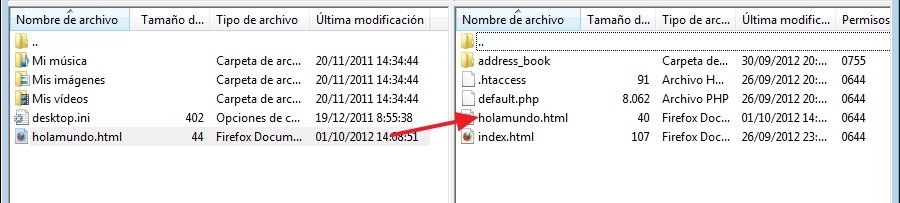 Nombre de archivo Tamaño d... Tipo de archivo Última modificación
..
Mi música Carpeta de arc... 20/11/2011 14:34:44
Mis imágenes Carpeta de arc... 20/11/2011 14:34:44
Mis vídeos Carpeta de arc... 20/11/2011 14:34:44
desktop.ini 402 Opciones de c... 19/12/2011 8:55:38
holamundo.html 44 Firefox Docum... 01/10/2012 14:08:51
Nombre de archivo Tamaño d... Tipo de arc... Última modific... Permisos
..
address_book Carpeta de... 30/09/2012 20:... 0755
.htaccess 91 Archivo H... 26/09/2012 20:... 0644
default.php 8.062 Archivo PHP 26/09/2012 20:... 0644
holamundo.html 40 Firefox Doc... 01/10/2012 14:... 0644
index.html 107 Firefox Doc... 26/09/2012 23:... 0644